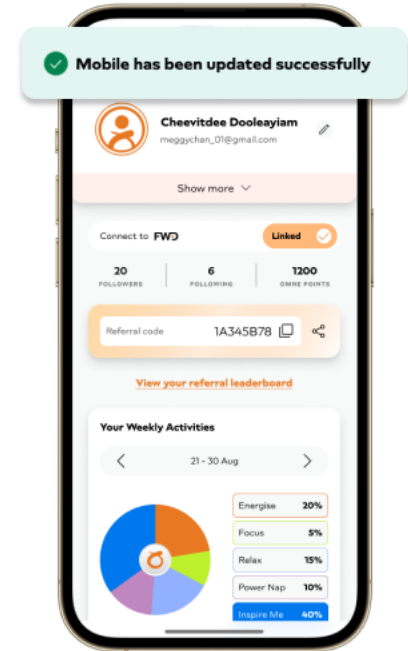 Mobile has been updated successfully
Cheevitdee Dooleayiam
meggychan_01@gmail.com
Show more
Connect to FWD
Linked
20
FOLLOWERS
6
FOLLOWING
1200
OMNE POINTS
Referral code 1A345B78
View your referral leaderboard
Your Weekly Activities
21 - 30 Aug
Energise 20%
Focus 5%
Relax 15%
Power Nap 10%
Inspire Me 40%